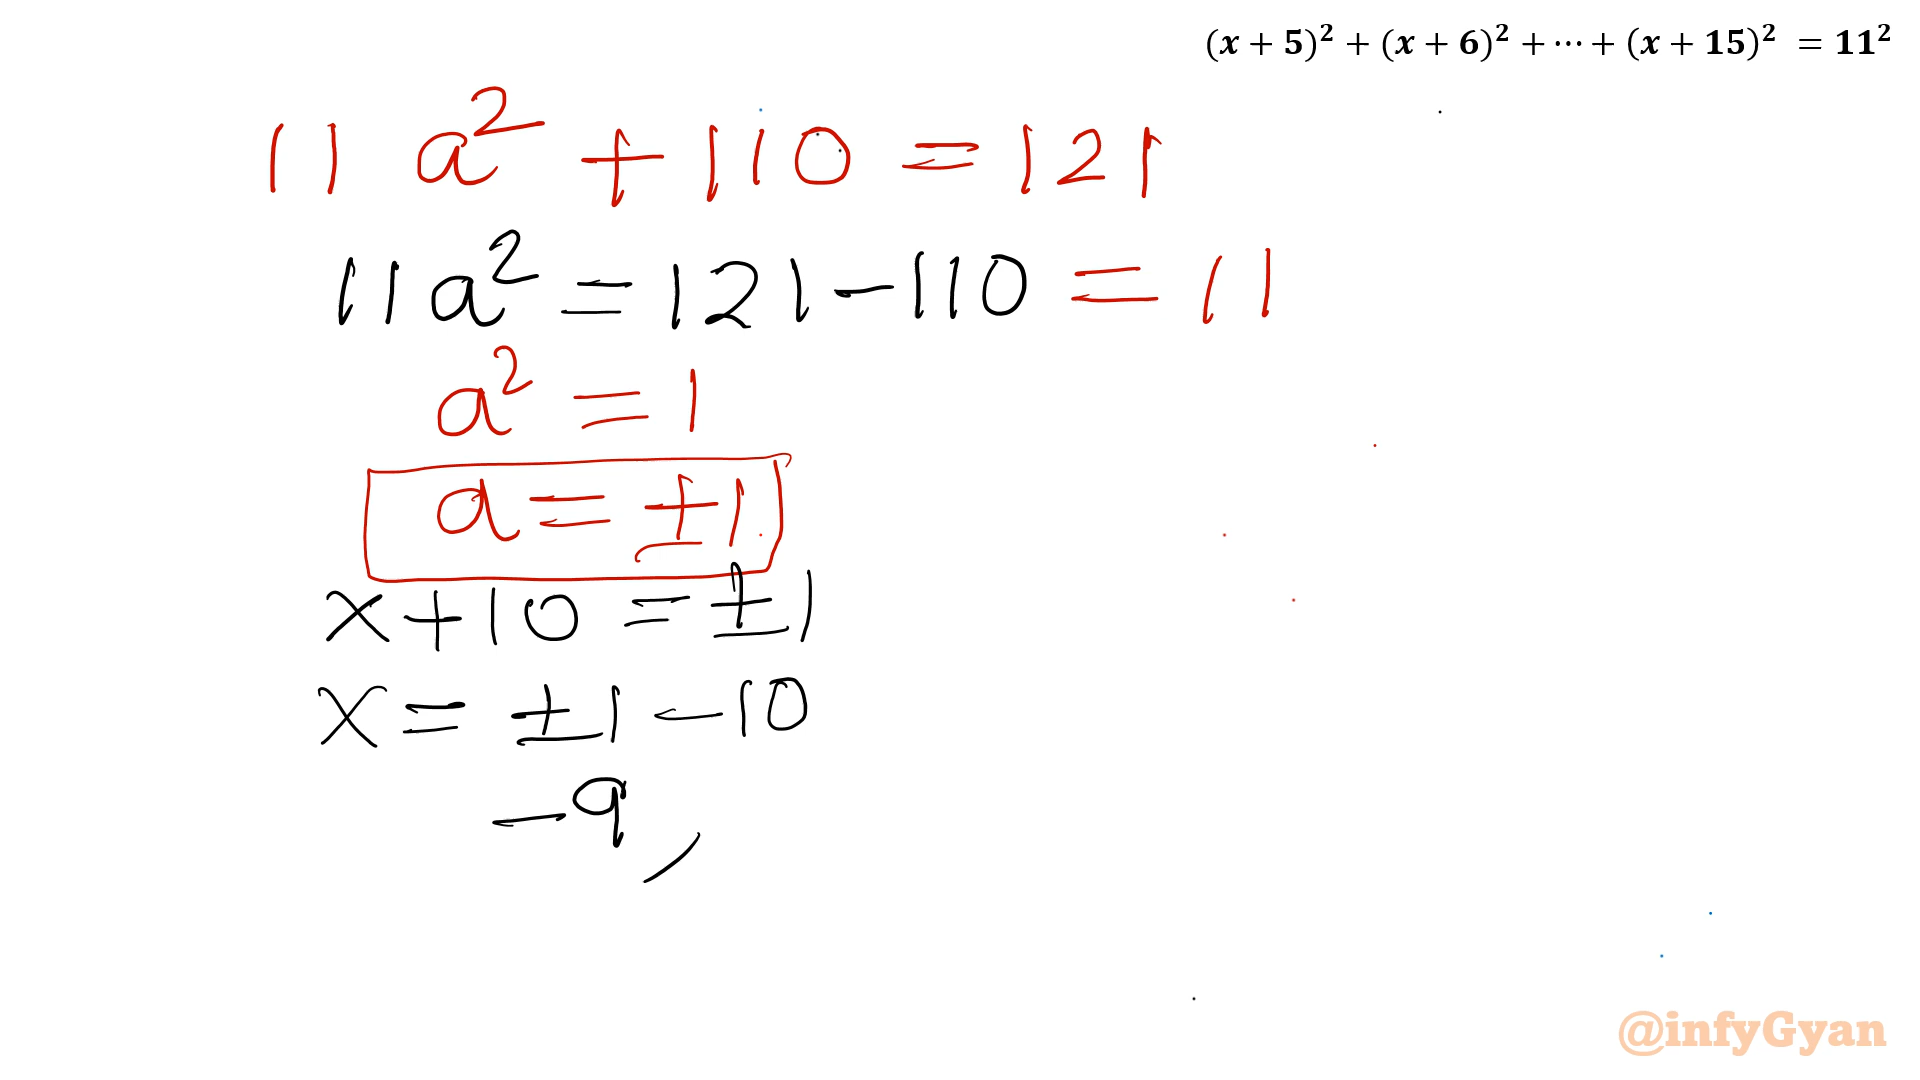 (x + 5)² + (x + 6)² + ⋯ + (x + 15)² = 11²
11 a² + 110 = 121
11a² = 121 - 110 = 11
a² = 1
a = ±1
x + 10 = ±1
x = ±1 - 10
-9,
@infyGyan